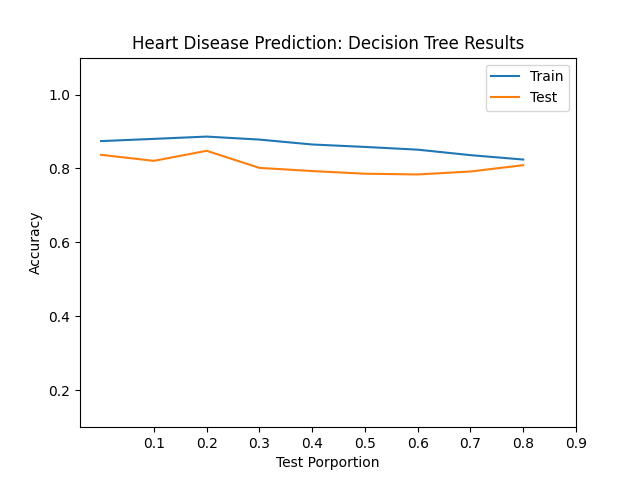 Heart Disease Prediction: Decision Tree Results
Train
Test
1.0
0.8
0.6
0.4
0.2
Accuracy
0.1 0.2 0.3 0.4 0.5 0.6 0.7 0.8 0.9
Test Porportion